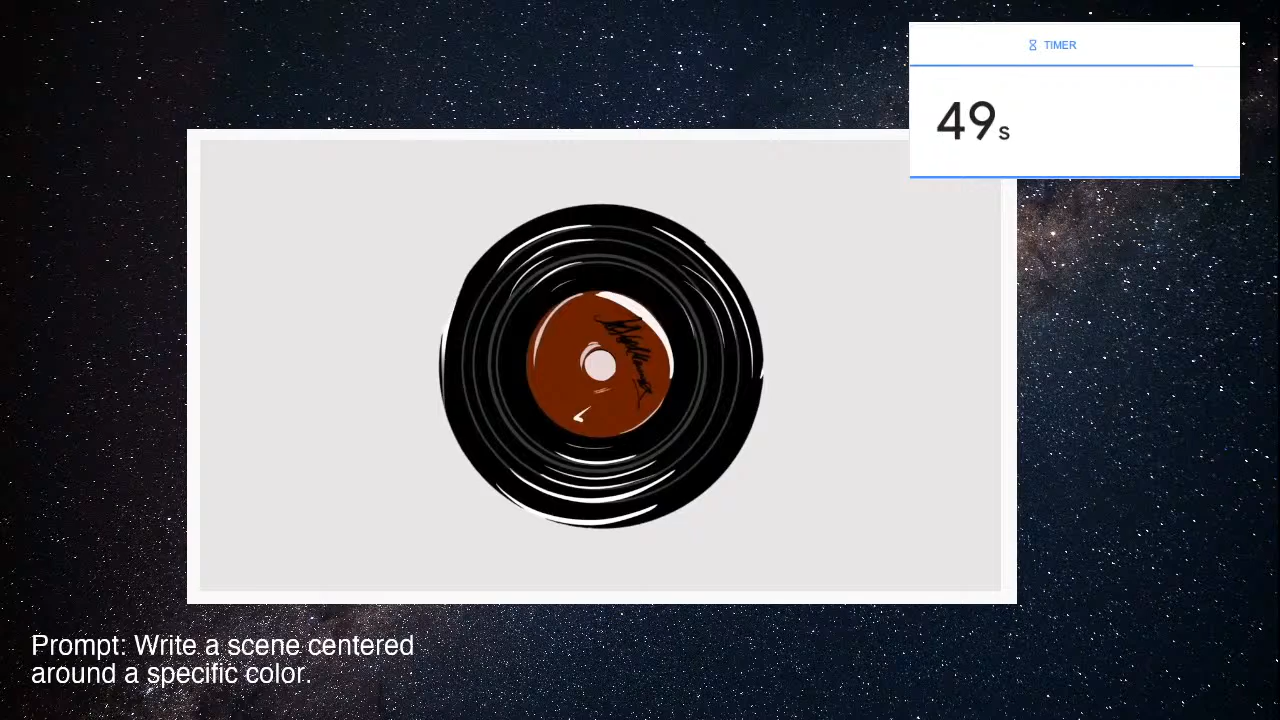 TIMER
49s
Prompt: Write a scene centered
around a specific color.